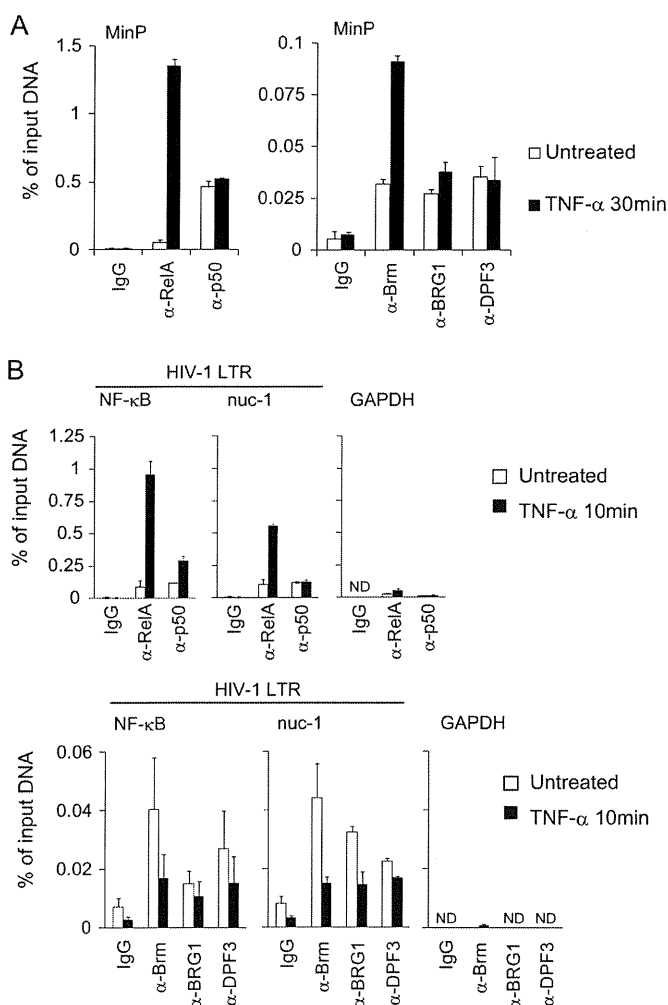 A
MinP
MinP
% of input DNA
1.5
1
0.5
0
0.1
0.075
0.05
0.025
0
IgG
α-RelA
α-p50
IgG
α-Brm
α-BRG1
α-DPF3
Untreated
TNF-α 30min
B
HIV-1 LTR
NF-κB
nuc-1
GAPDH
% of input DNA
1.25
1
0.75
0.5
0.25
0
ND
IgG
α-RelA
α-p50
IgG
α-RelA
α-p50
IgG
α-RelA
α-p50
Untreated
TNF-α 10min
HIV-1 LTR
NF-κB
nuc-1
GAPDH
% of input DNA
0.06
0.04
0.02
0
ND
ND ND
IgG
α-Brm
α-BRG1
α-DPF3
IgG
α-Brm
α-BRG1
α-DPF3
IgG
α-Brm
α-BRG1
α-DPF3
Untreated
TNF-α 10min